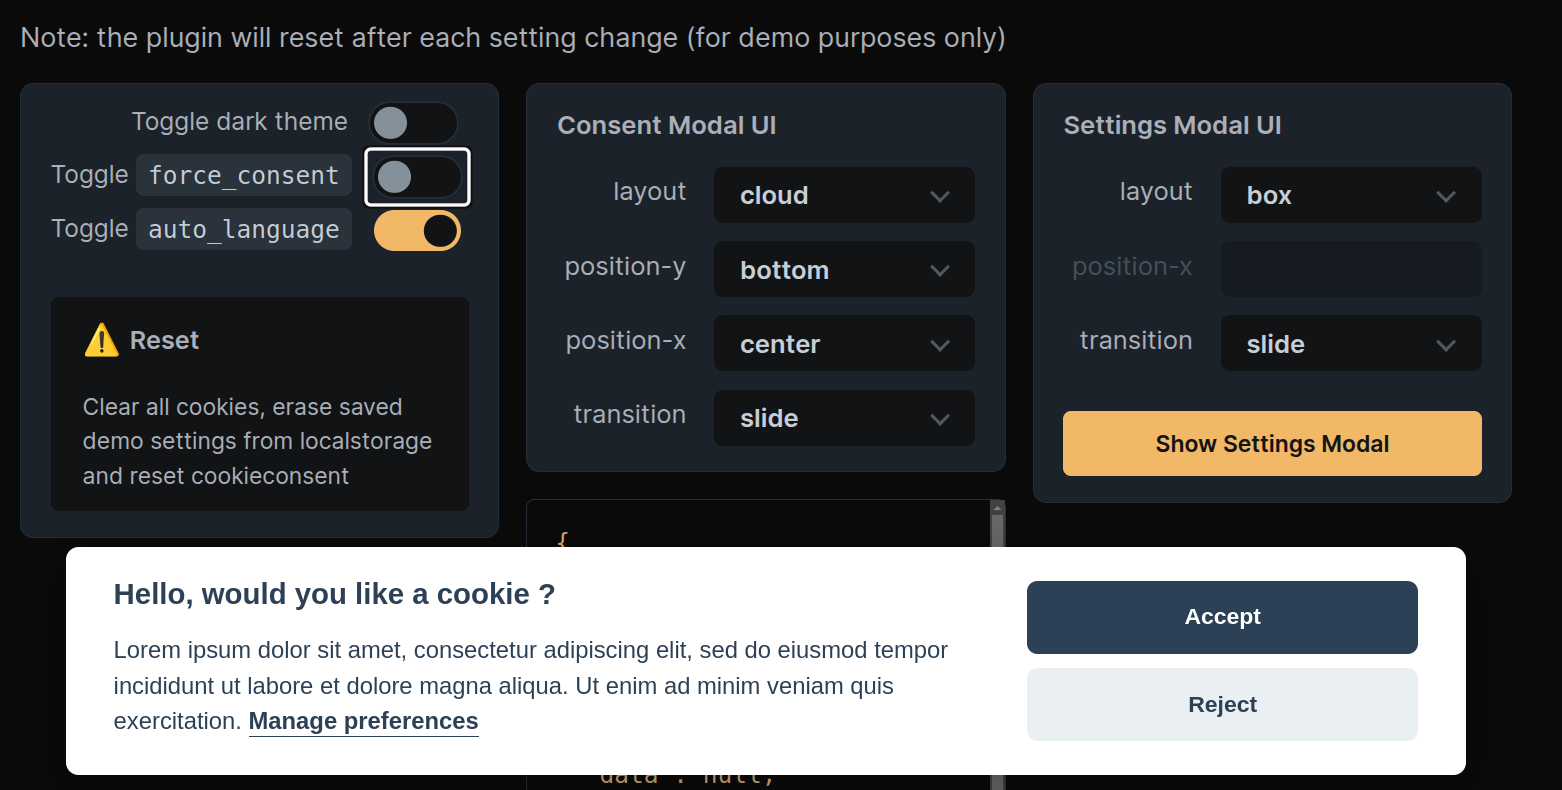 Note: the plugin will reset after each setting change (for demo purposes only)
Toggle dark theme
Toggle force_consent
Toggle auto_language
Reset
Clear all cookies, erase saved
demo settings from localstorage
and reset cookieconsent
Consent Modal UI
layout cloud
position-y bottom
position-x center
transition slide
Settings Modal UI
layout box
position-x
transition slide
Show Settings Modal
{
Hello, would you like a cookie ?
Lorem ipsum dolor sit amet, consectetur adipiscing elit, sed do eiusmod tempor
incididunt ut labore et dolore magna aliqua. Ut enim ad minim veniam quis
exercitation. Manage preferences
Accept
Reject
data : null,